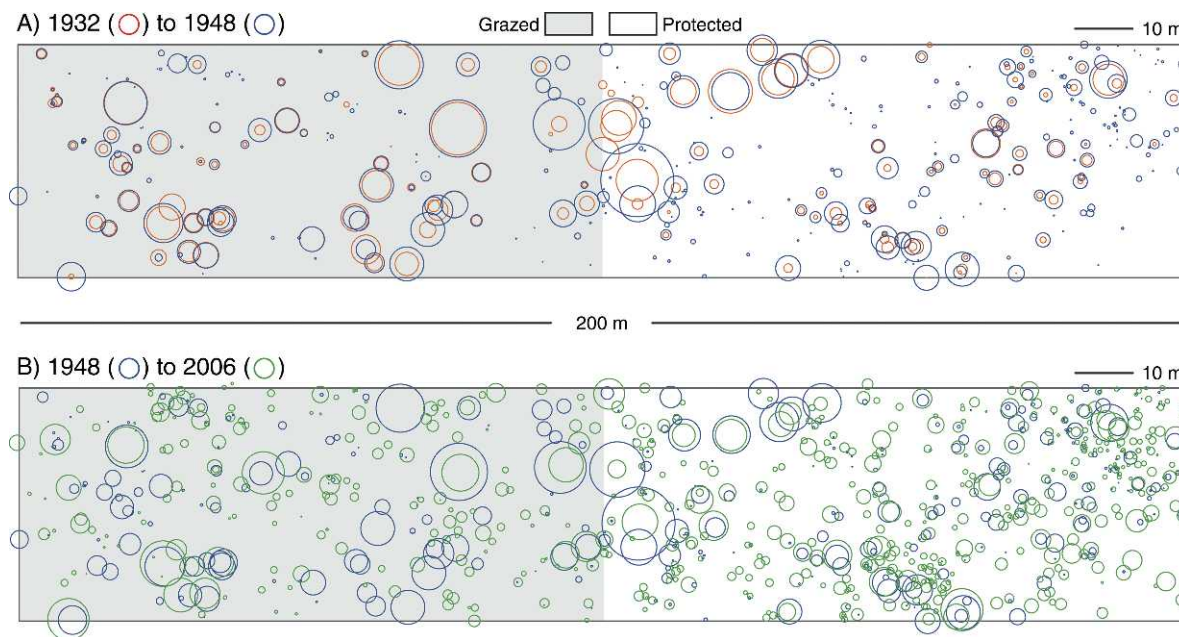 A) 1932 ( ) to 1948 ( ) Grazed Protected 10 m
200 m
B) 1948 ( ) to 2006 ( ) 10 m